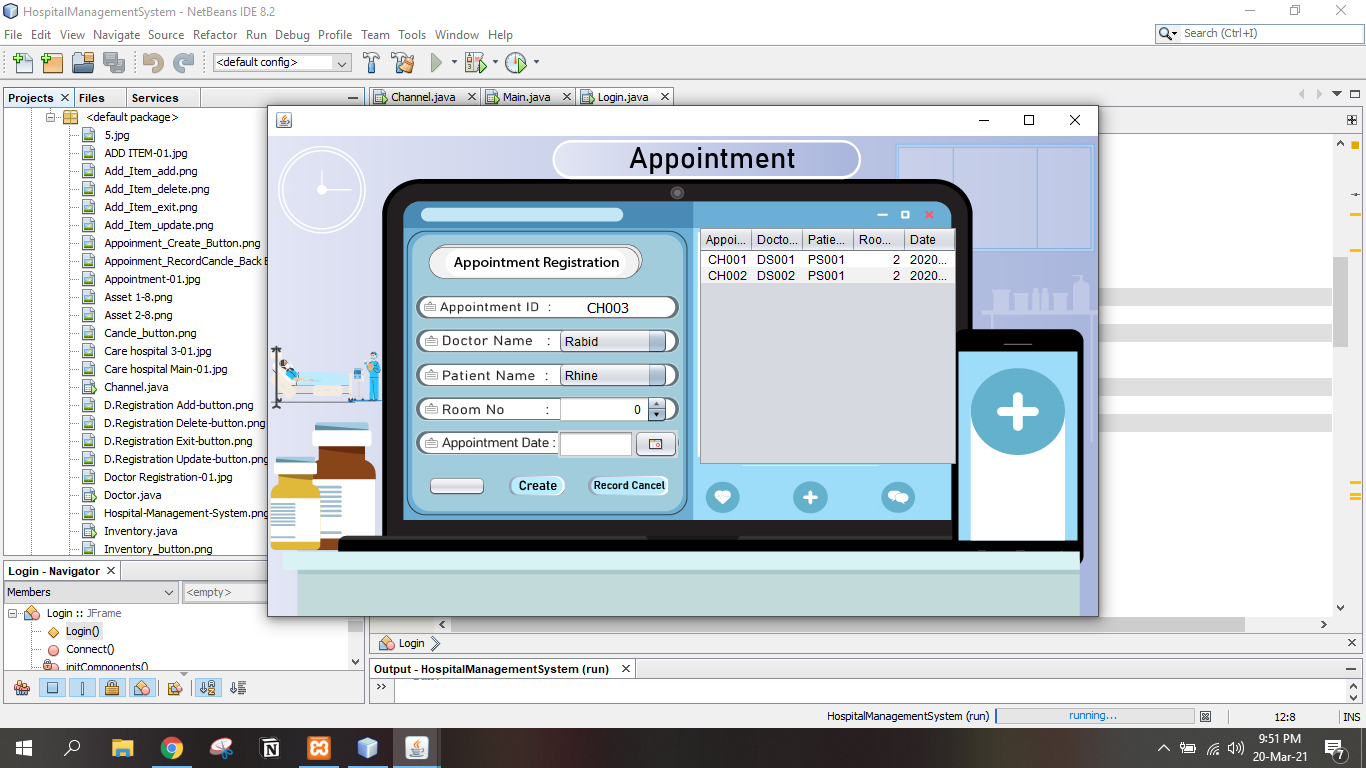 HospitalManagementSystem - NetBeans IDE 8.2
File Edit View Navigate Source Refactor Run Debug Profile Team Tools Window Help
Search (Ctrl+I)
<default config>
Projects Files Services
Channel.java Main.java Login.java
<default package>
5.jpg
ADD ITEM-01.jpg
Add_Item_add.png
Add_Item_delete.png
Add_Item_exit.png
Add_Item_update.png
Appoinment_Create_Button.png
Appoinment_RecordCancle_Back
Appointment-01.jpg
Asset 1-8.png
Asset 2-8.png
Cancle_button.png
Care hospital 3-01.jpg
Care hospital Main-01.jpg
Channel.java
D.Registration Add-button.png
D.Registration Delete-button.png
D.Registration Exit-button.png
D.Registration Update-button.png
Doctor Registration-01.jpg
Doctor.java
Hospital-Management-System.png
Inventory.java
Inventory_button.png
Appointment
Appointment Registration
Appointment ID : CH003
Doctor Name : Rabid
Patient Name : Rhine
Room No : 0
Appointment Date :
Create Record Cancel
Appoi... Docto... Patie... Roo... Date
CH001 DS001 PS001 2 2020...
CH002 DS002 PS001 2 2020...
Login - Navigator
Members <empty>
Login :: JFrame
Login()
Connect()
initComponents()
Login
Output - HospitalManagementSystem (run)
HospitalManagementSystem (run) running... 12:8 INS
9:51 PM
20-Mar-21
7